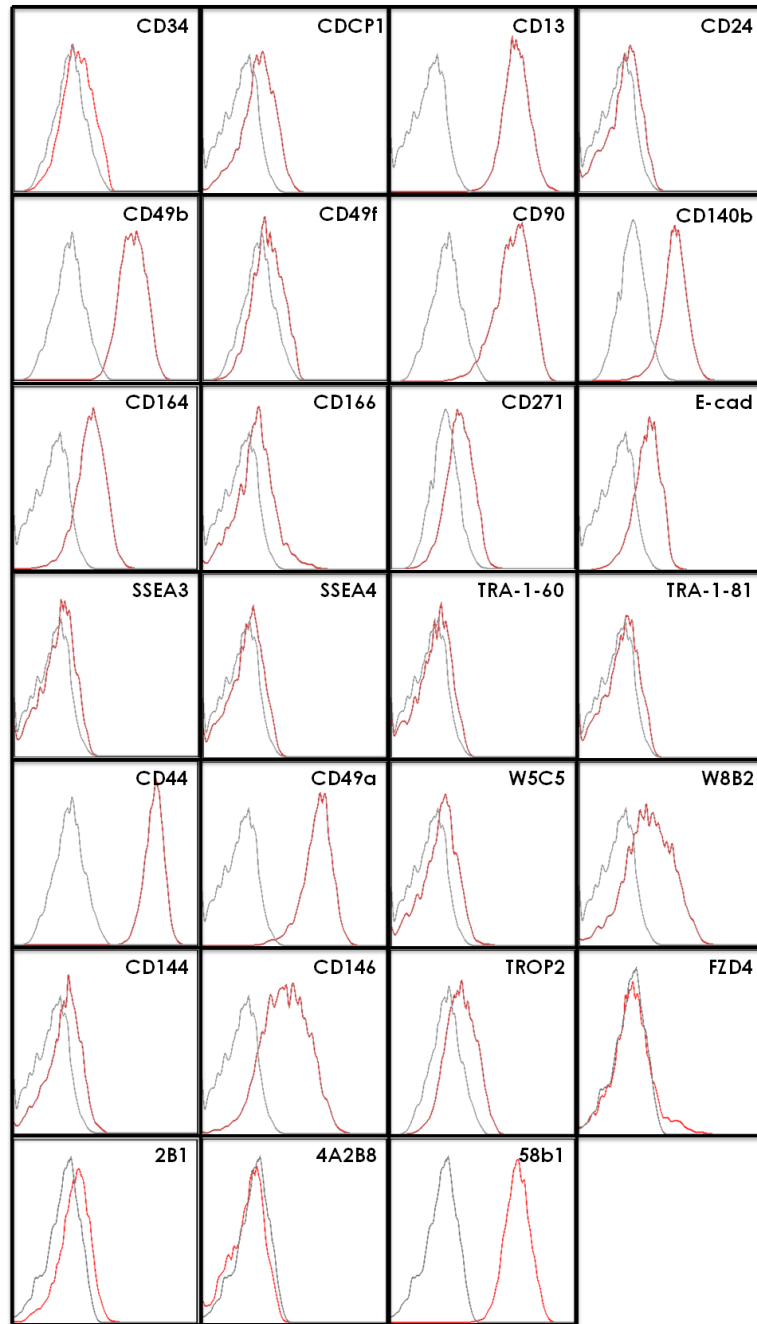 CD34 CDCP1 CD13 CD24
CD49b CD49f CD90 CD140b
CD164 CD166 CD271 E-cad
SSEA3 SSEA4 TRA-1-60 TRA-1-81
CD44 CD49a W5C5 W8B2
CD144 CD146 TROP2 FZD4
2B1 4A2B8 58b1